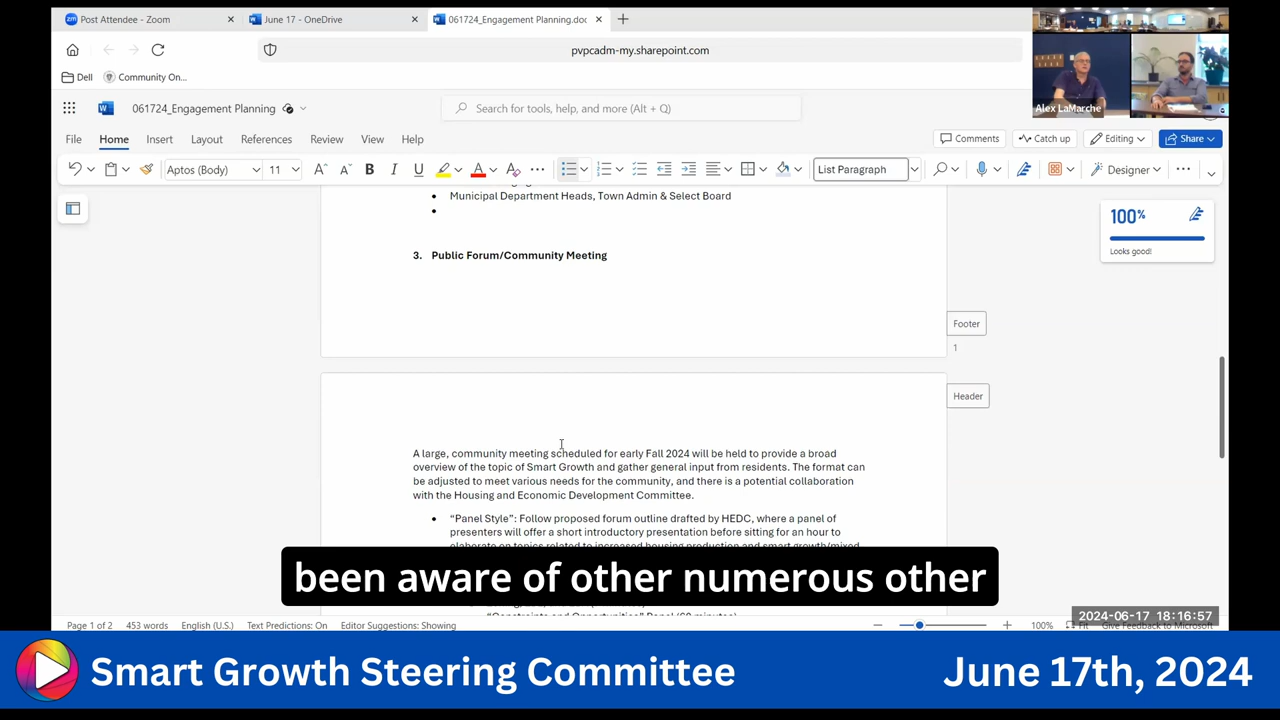 Post Attendee - Zoom
June 17 - OneDrive
061724_Engagement Planning.doc
pvpcadm-my.sharepoint.com
Dell
Community On...
Alex LaMarche
061724_Engagement Planning
Search for tools, help, and more (Alt + Q)
File Home Insert Layout References Review View Help
Comments Catch up Editing Share
Aptos (Body) 11 B I U A List Paragraph Designer
Municipal Department Heads, Town Admin & Select Board
100%
Looks good!
3. Public Forum/Community Meeting
Footer
1
Header
A large, community meeting scheduled for early Fall 2024 will be held to provide a broad
overview of the topic of Smart Growth and gather general input from residents. The format can
be adjusted to meet various needs for the community, and there is a potential collaboration
with the Housing and Economic Development Committee.
“Panel Style”: Follow proposed forum outline drafted by HEDC, where a panel of
presenters will offer a short introductory presentation before sitting for an hour to
been aware of other numerous other
2024-06-17 18:16:57
Page 1 of 2 453 words English (U.S.) Text Predictions: On Editor Suggestions: Showing 100% Fit Give Feedback to Microsoft
Smart Growth Steering Committee
June 17th, 2024